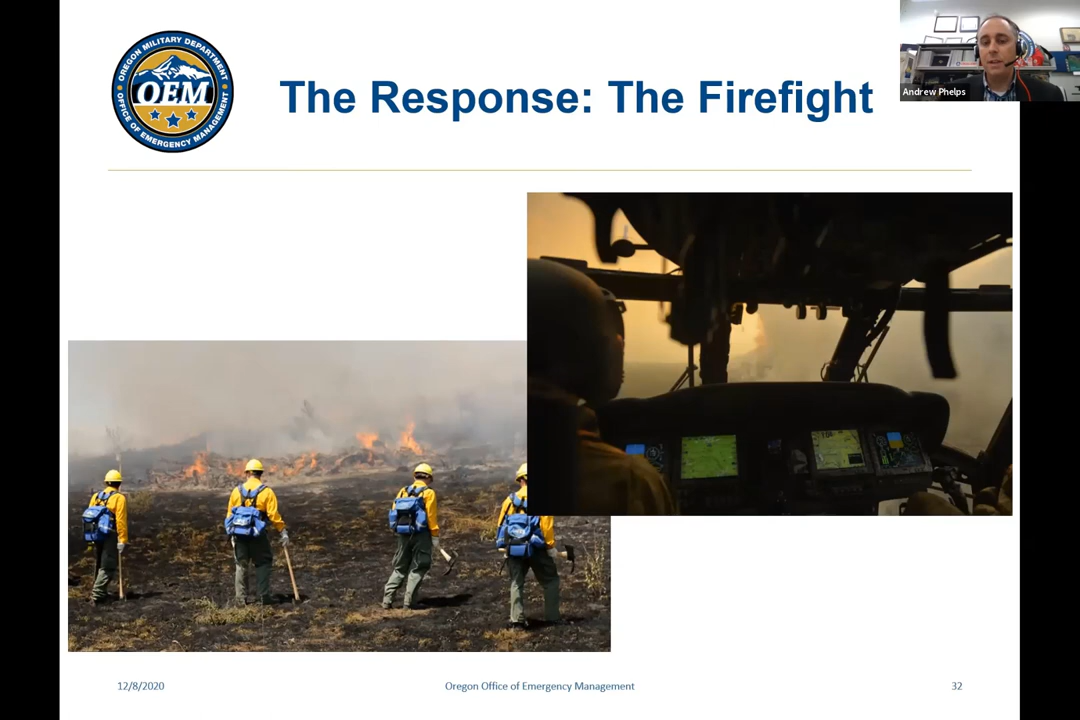 OREGON MILITARY DEPARTMENT
OEM
OFFICE OF EMERGENCY MANAGEMENT
The Response: The Firefight
Andrew Phelps
12/8/2020
Oregon Office of Emergency Management
32